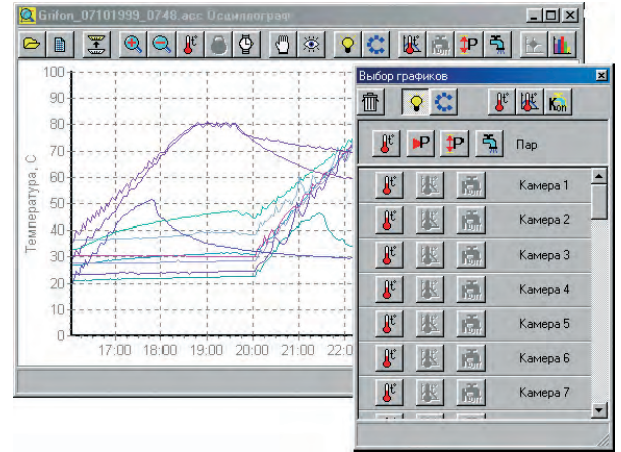 Grifon_07101999_0748.acc Осциллограф
Выбор графиков
Kon
Пар
P
P
P
Камера 1
Камера 2
Камера 3
Камера 4
Камера 5
Камера 6
Камера 7
Температура, С
100
90
80
70
60
50
40
30
20
10
0
17:00 18:00 19:00 20:00 21:00 22:0